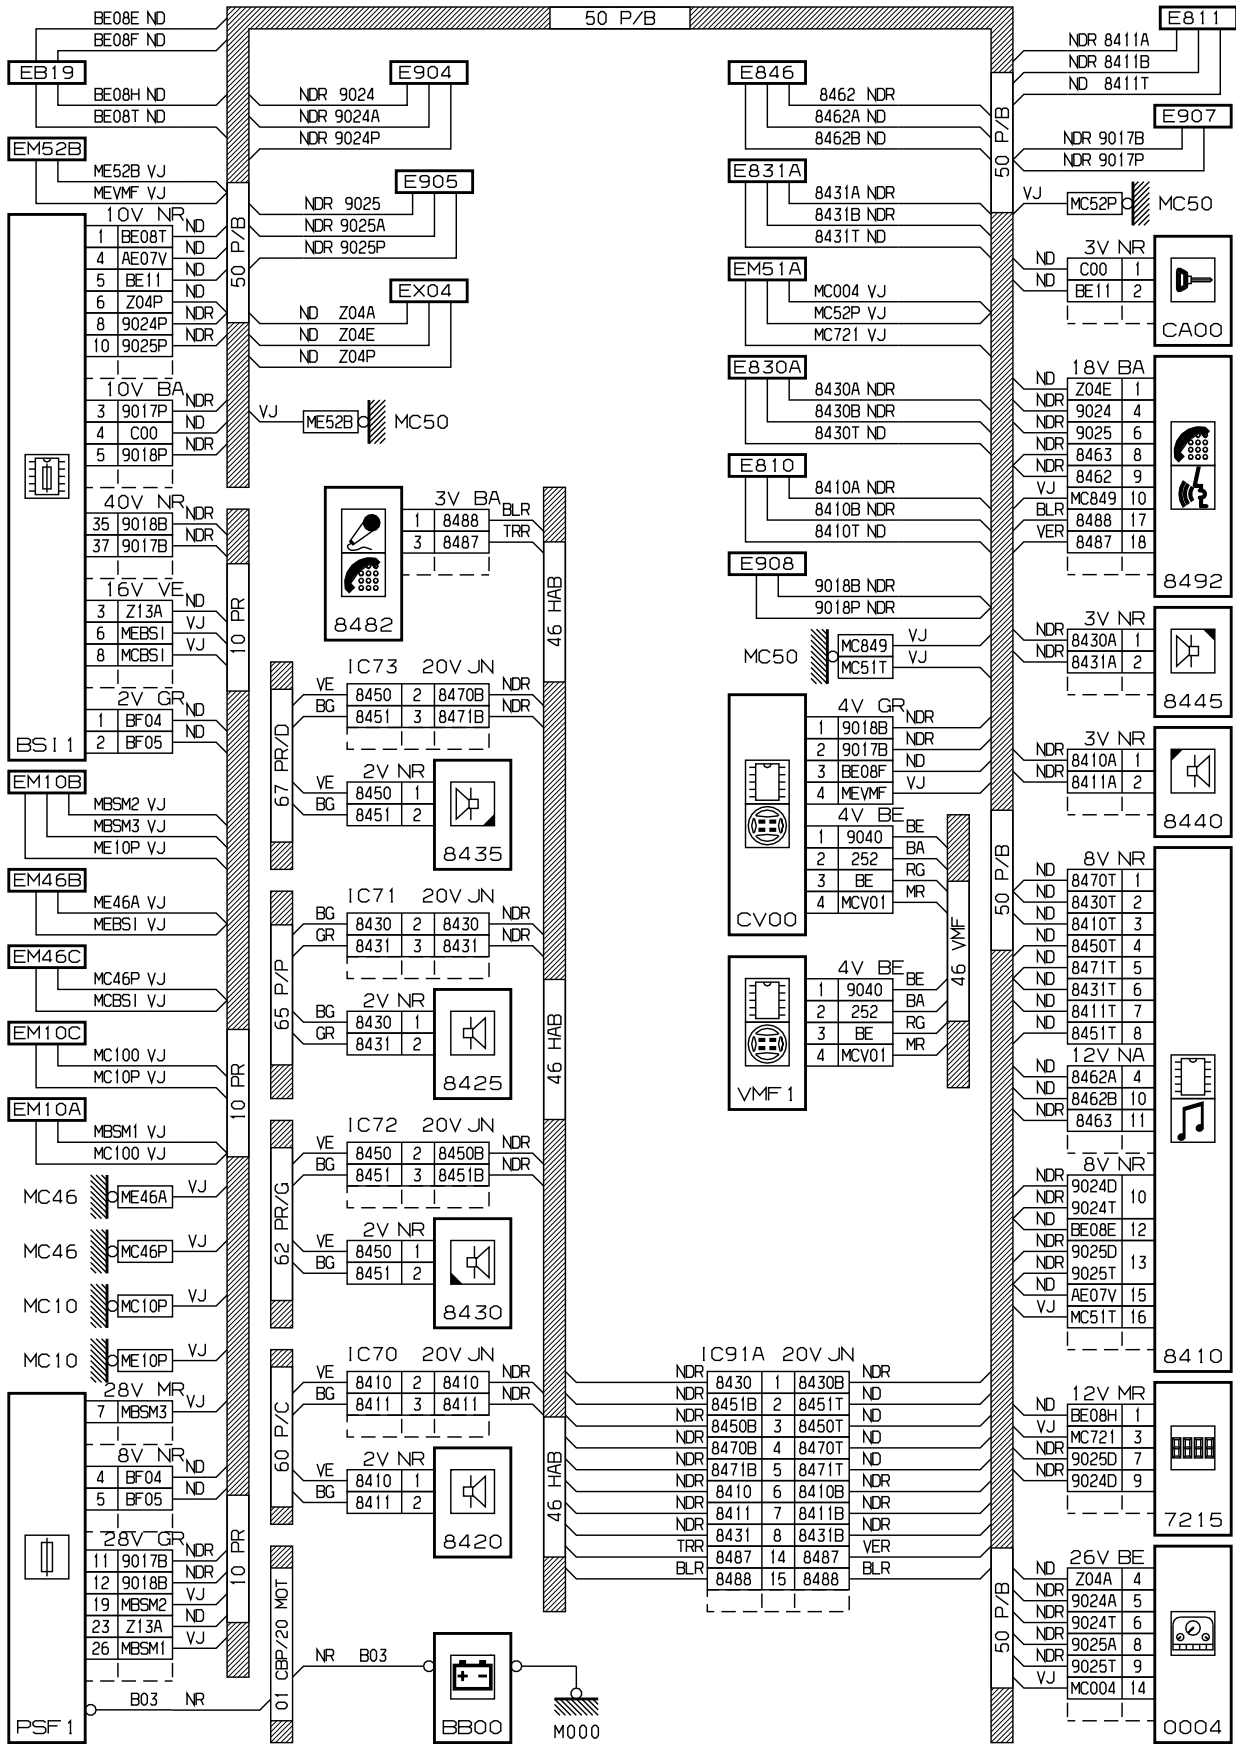 50 P/B
BE08E ND
BE08F ND
EB19
BE08H ND
BE08T ND
EM52B
ME52B VJ
MEVMF VJ
10V NR
1 BE08T ND
4 AE07V ND
5 BE11 ND
6 Z04P ND
8 9024P NDR
10 9025P NDR
10V BA
3 9017P NDR
4 C00 ND
5 9018P NDR
40V NR
35 9018B NDR
37 9017B NDR
16V VE
3 Z13A ND
6 MEBSI VJ
8 MCBSI VJ
2V GR
1 BF04 ND
2 BF05 ND
BSI1
EM10B
MBSM2 VJ
MBSM3 VJ
ME10P VJ
EM46B
ME46A VJ
MEBSI VJ
EM46C
MC46P VJ
MCBSI VJ
EM10C
MC100 VJ
MC10P VJ
EM10A
MBSM1 VJ
MC100 VJ
MC46 ME46A VJ
MC46 MC46P VJ
MC10 MC10P VJ
MC10 ME10P VJ
28V MR
7 MBSM3 VJ
8V NR
4 BF04 ND
5 BF05 ND
28V GR
11 9017B NDR
12 9018B NDR
19 MBSM2 VJ
23 Z13A ND
26 MBSM1 VJ
PSF1
B03 NR
50 P/B
10 PR
10 PR
10 PR
E904
NDR 9024
NDR 9024A
NDR 9024P
E905
NDR 9025
NDR 9025A
NDR 9025P
EX04
ND Z04A
ND Z04E
ND Z04P
VJ ME52B MC50
8482
3V BA
1 8488 BLR
3 8487 TRR
46 HAB
67 PR/D
IC73 20V JN
VE 8450 2 8470B NDR
BG 8451 3 8471B NDR
2V NR
VE 8450 1
BG 8451 2
8435
65 P/P
IC71 20V JN
BG 8430 2 8430 NDR
GR 8431 3 8431 NDR
2V NR
BG 8430 1
GR 8431 2
8425
46 HAB
62 PR/G
IC72 20V JN
VE 8450 2 8450B NDR
BG 8451 3 8451B NDR
2V NR
VE 8450 1
BG 8451 2
8430
60 P/C
IC70 20V JN
VE 8410 2 8410 NDR
BG 8411 3 8411 NDR
2V NR
VE 8410 1
BG 8411 2
8420
46 HAB
01 CBP/20 MOT
NR B03
BB00
M000
E846
8462 NDR
8462A ND
8462B ND
E831A
8431A NDR
8431B NDR
8431T ND
EM51A
MC004 VJ
MC52P VJ
MC721 VJ
E830A
8430A NDR
8430B NDR
8430T ND
E810
8410A NDR
8410B NDR
8410T ND
E908
9018B NDR
9018P NDR
MC50
MC849 VJ
MC51T VJ
4V GR
1 9018B NDR
2 9017B NDR
3 BE08F ND
4 MEVMF VJ
4V BE
1 9040 BE
2 252 BA
3 BE RG
4 MCV01 MR
CV00
46 VMF
4V BE
1 9040 BE
2 252 BA
3 BE RG
4 MCV01 MR
VMF1
IC91A 20V JN
NDR 8430 1 8430B NDR
NDR 8451B 2 8451T ND
NDR 8450B 3 8450T ND
NDR 8470B 4 8470T ND
NDR 8471B 5 8471T ND
NDR 8410 6 8410B NDR
NDR 8411 7 8411B NDR
NDR 8431 8 8431B NDR
TRR 8487 14 8487 VER
BLR 8488 15 8488 BLR
50 P/B
50 P/B
50 P/B
E811
NDR 8411A
NDR 8411B
ND 8411T
E907
NDR 9017B
NDR 9017P
VJ MC52P MC50
3V NR
ND C00 1
ND BE11 2
CA00
18V BA
ND Z04E 1
NDR 9024 4
NDR 9025 6
NDR 8463 8
NDR 8462 9
VJ MC849 10
BLR 8488 17
VER 8487 18
8492
3V NR
NDR 8430A 1
NDR 8431A 2
8445
3V NR
NDR 8410A 1
NDR 8411A 2
8440
8V NR
ND 8470T 1
ND 8430T 2
ND 8410T 3
ND 8450T 4
ND 8471T 5
ND 8431T 6
ND 8411T 7
ND 8451T 8
12V NA
ND 8462A 4
ND 8462B 10
NDR 8463 11
8V NR
NDR 9024D 10
NDR 9024T
ND BE08E 12
NDR 9025D 13
NDR 9025T
ND AE07V 15
VJ MC51T 16
8410
12V MR
ND BE08H 1
VJ MC721 3
NDR 9025D 7
NDR 9024D 9
7215
26V BE
ND Z04A 4
NDR 9024A 5
NDR 9024T 6
NDR 9025A 8
NDR 9025T 9
VJ MC004 14
0004